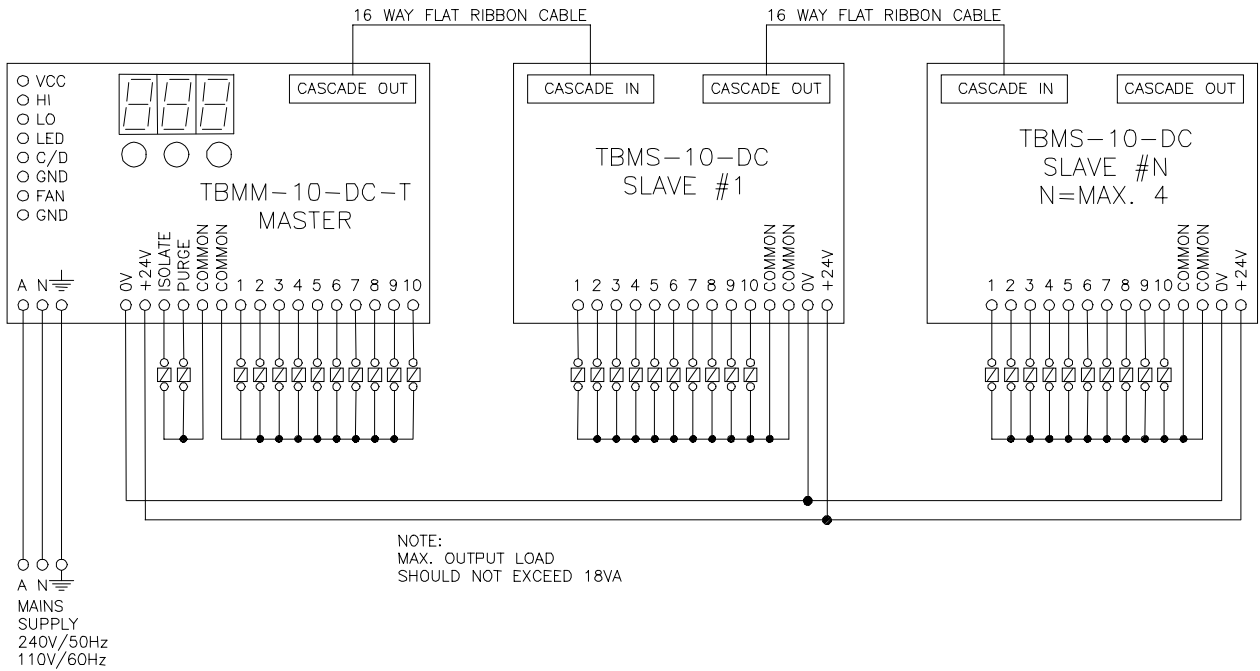 16 WAY FLAT RIBBON CABLE
16 WAY FLAT RIBBON CABLE
VCC
HI
LO
LED
C/D
GND
FAN
GND
CASCADE OUT
TBMM-10-DC-T
MASTER
A N
0V
+24V
ISOLATE
PURGE
COMMON
COMMON
1 2 3 4 5 6 7 8 9 10
CASCADE IN
CASCADE OUT
TBMS-10-DC
SLAVE #1
1 2 3 4 5 6 7 8 9 10
COMMON
COMMON
0V
+24V
CASCADE IN
CASCADE OUT
TBMS-10-DC
SLAVE #N
N=MAX. 4
1 2 3 4 5 6 7 8 9 10
COMMON
COMMON
0V
+24V
NOTE:
MAX. OUTPUT LOAD
SHOULD NOT EXCEED 18VA
A N
MAINS
SUPPLY
240V/50Hz
110V/60Hz